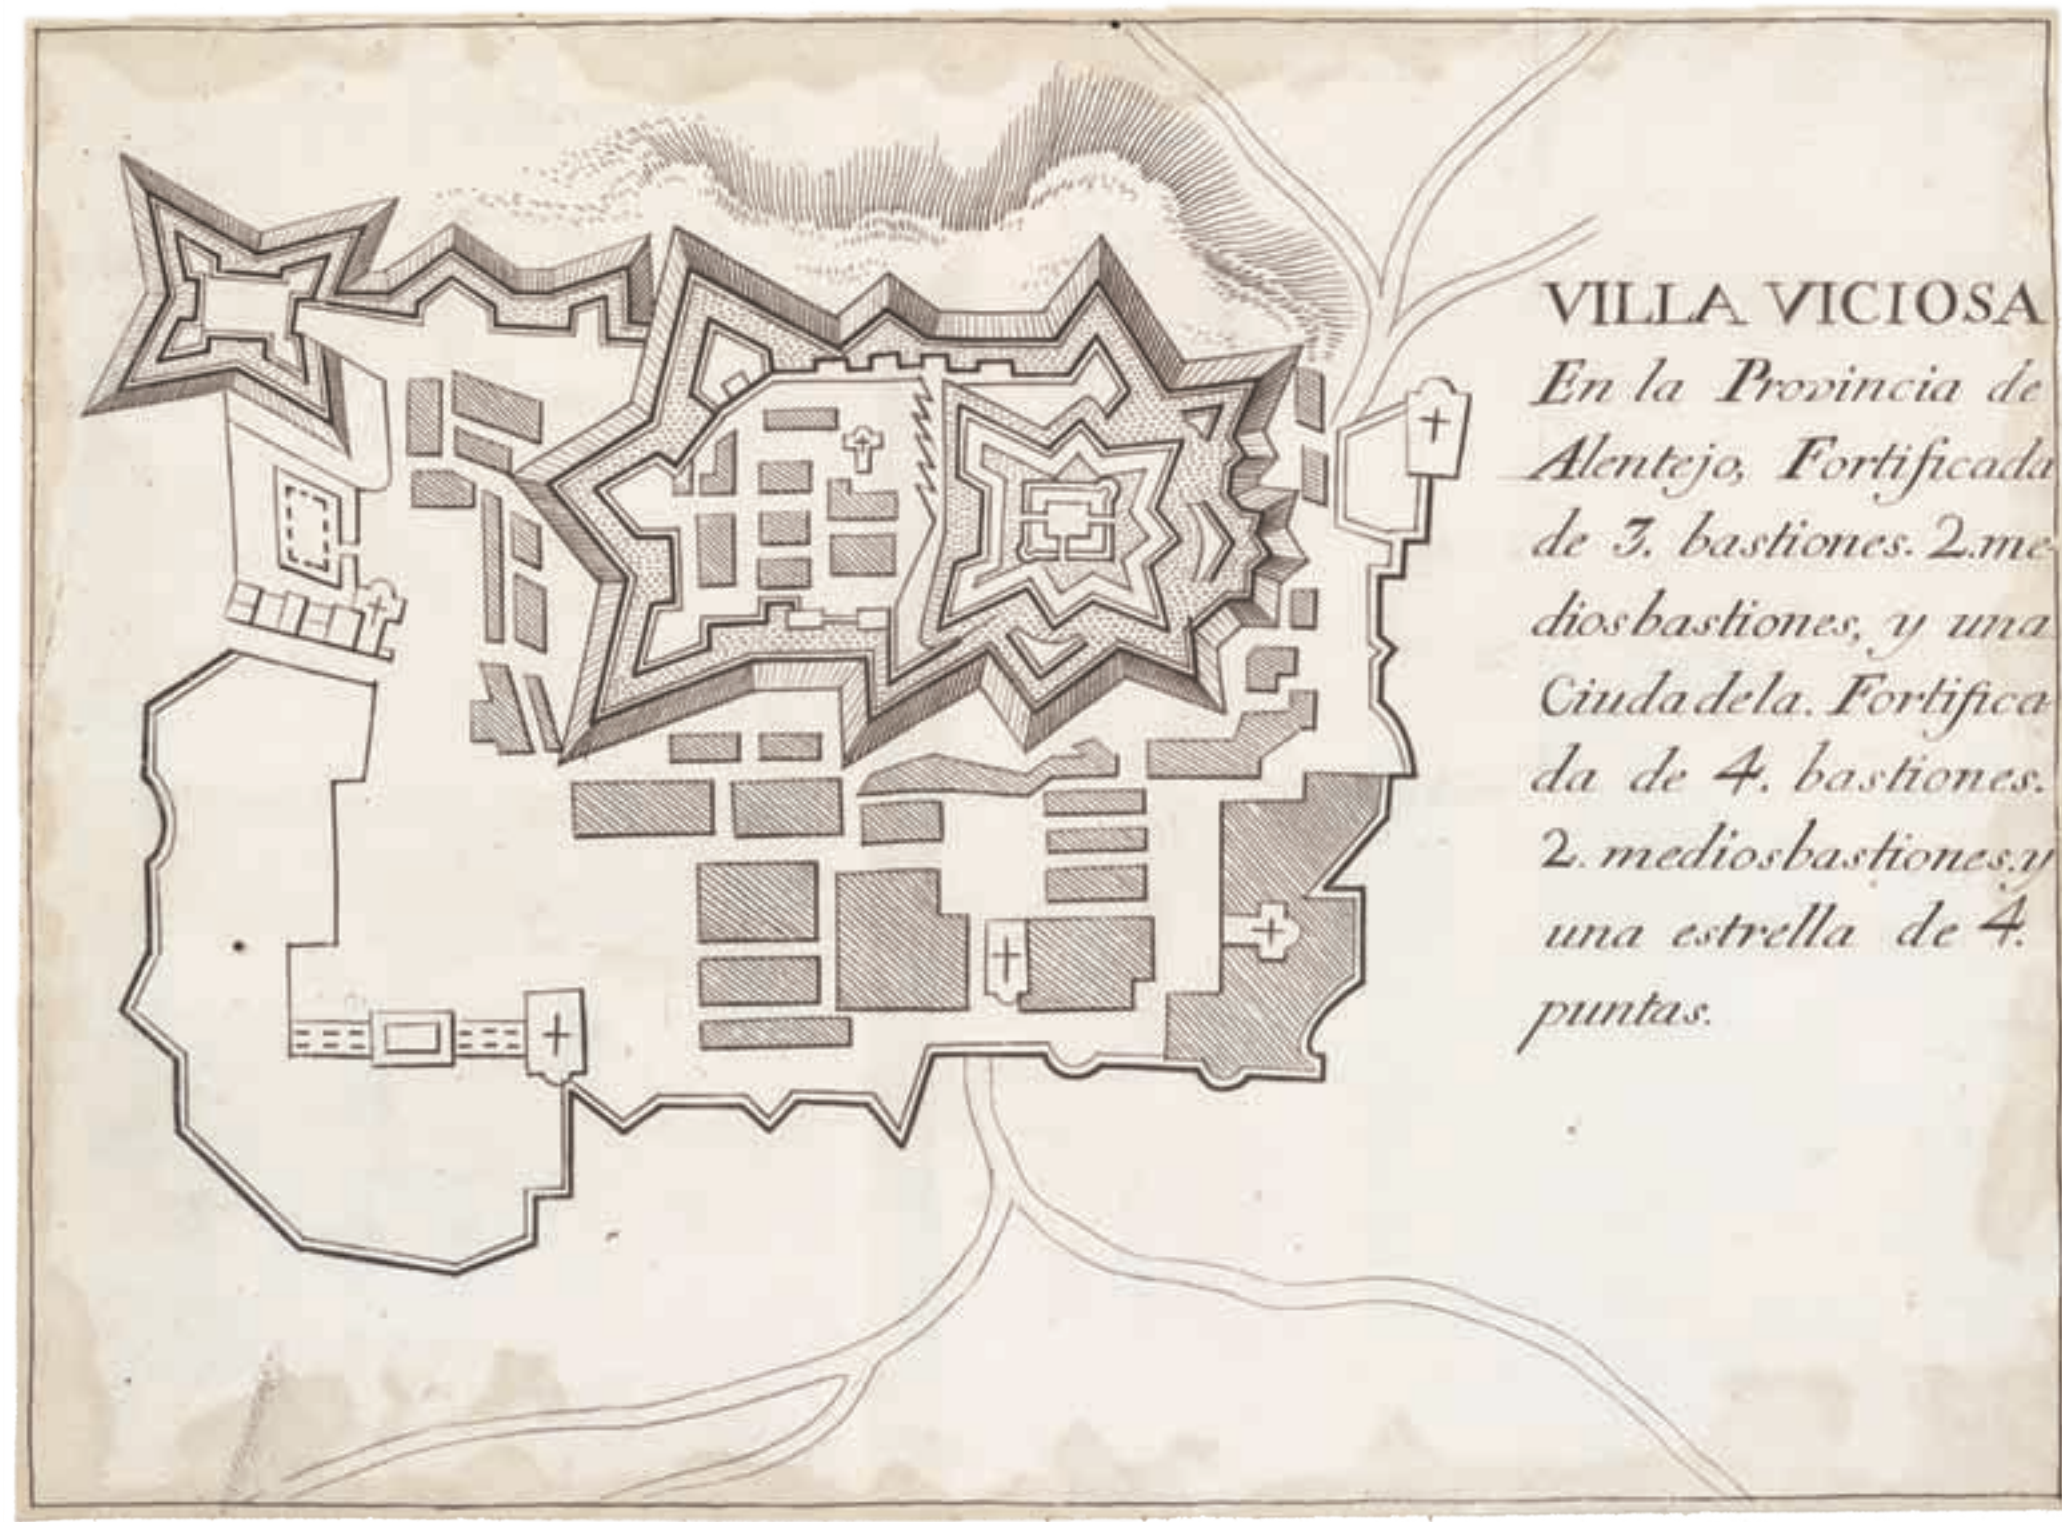 VILLA VICIOSA
En la Provincia de
Alentejo, Fortificada
de 3. bastiones. 2. me-
diosbastiones, y una
Ciudadela. Fortifica-
da de 4. bastiones.
2. mediosbastiones. y
una estrella de 4.
puntas.